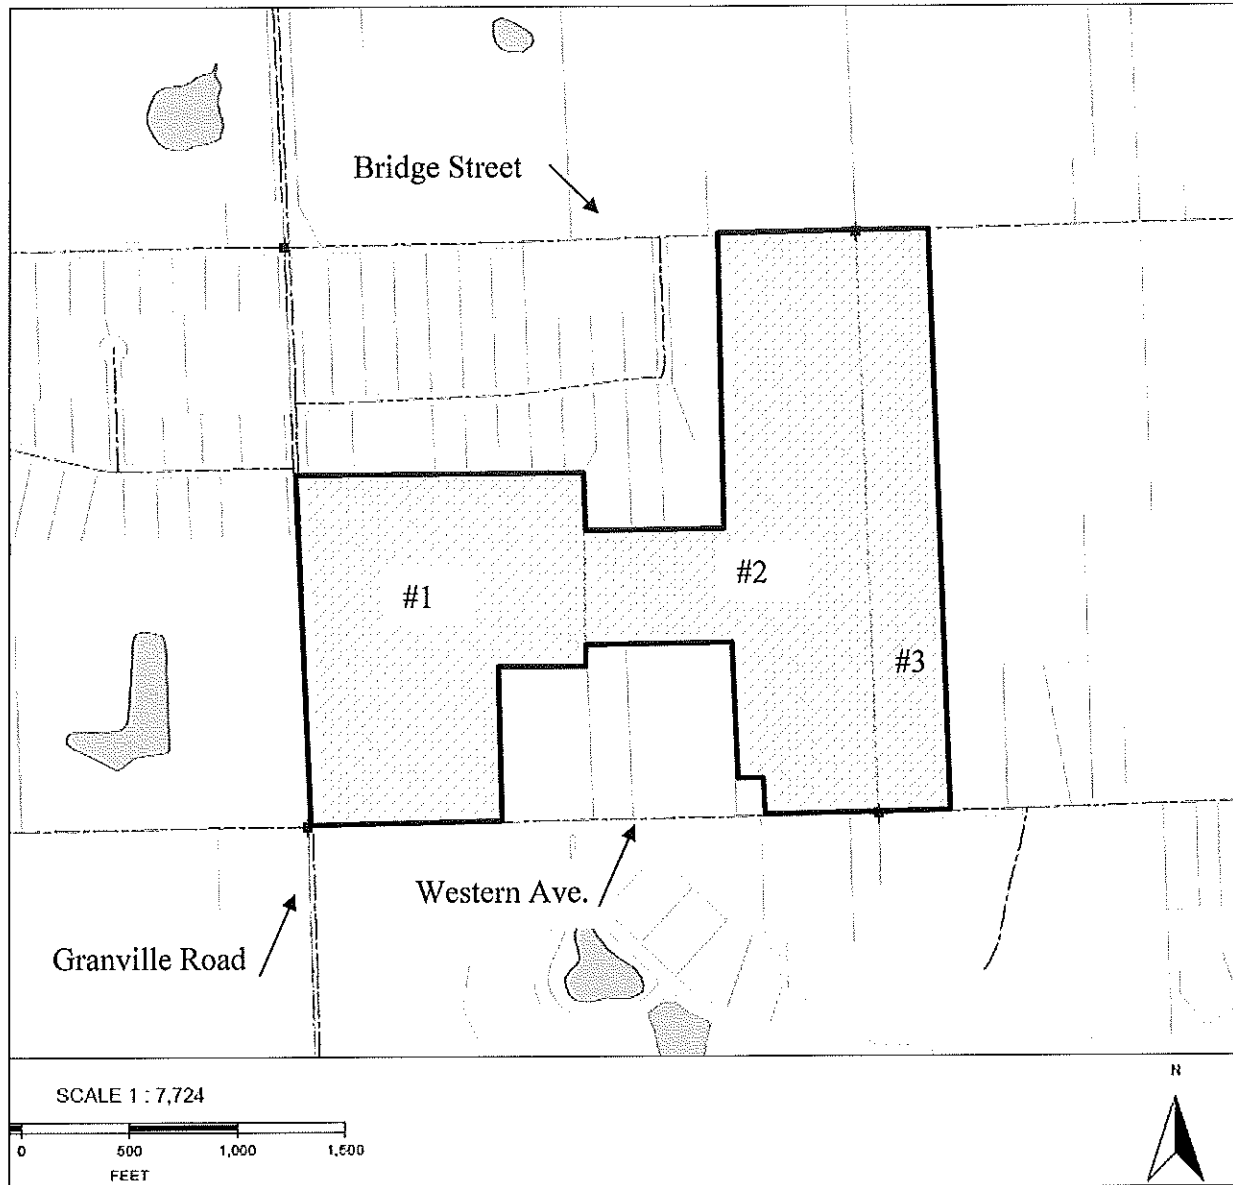 Bridge Street
#2
#1
#3
Western Ave.
Granville Road
SCALE 1 : 7,724
N
0 500 1,000 1,500
FEET